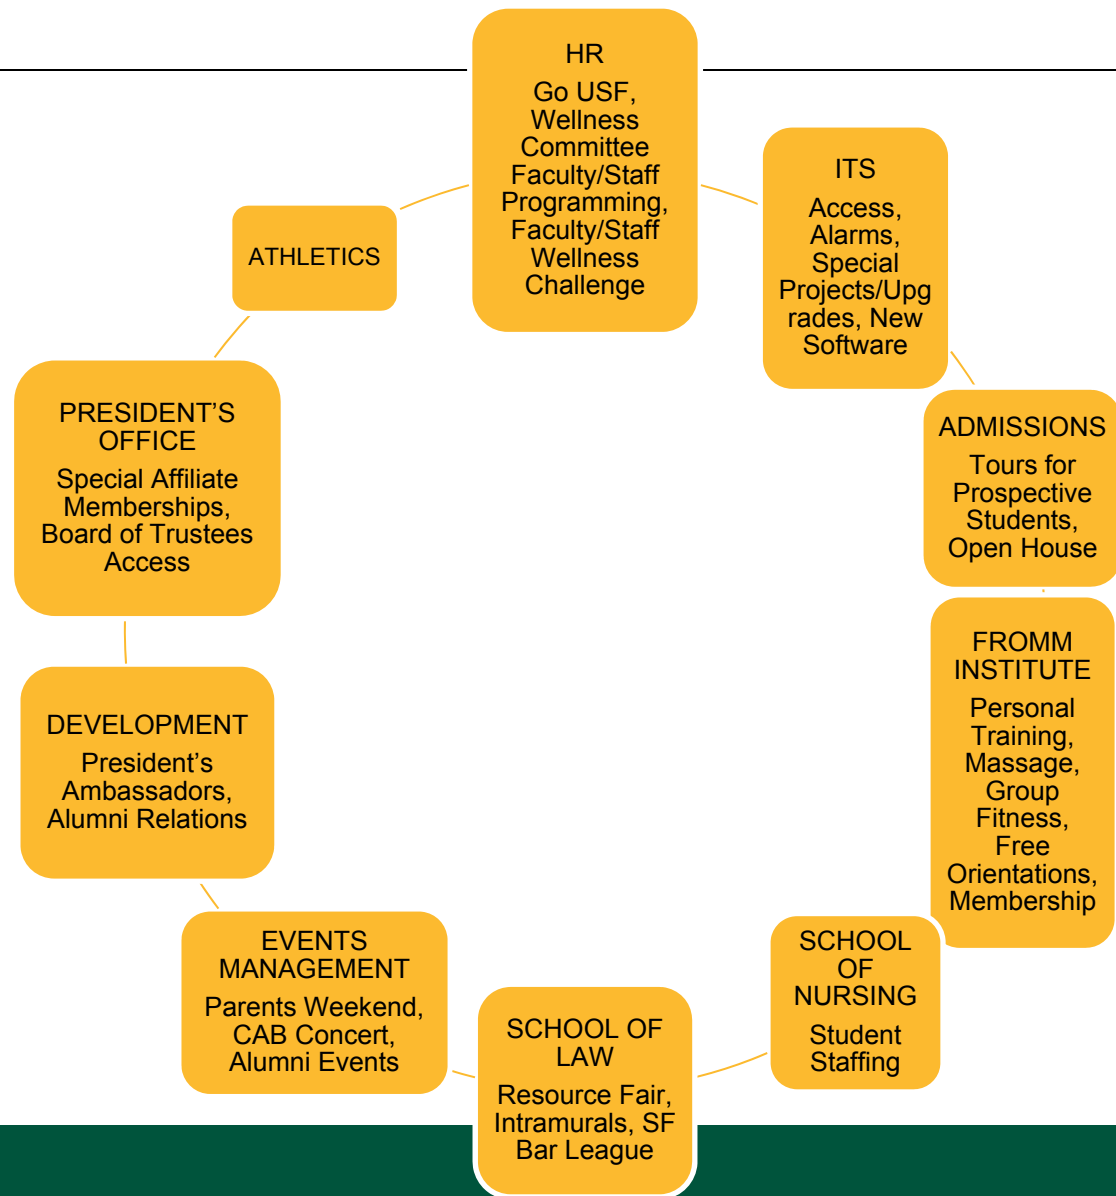 HR
Go USF,
Wellness
Committee
Faculty/Staff
Programming,
Faculty/Staff
Wellness
Challenge
ITS
Access,
Alarms,
Special
Projects/Upg
rades, New
Software
ADMISSIONS
Tours for
Prospective
Students,
Open House
FROMM
INSTITUTE
Personal
Training,
Massage,
Group
Fitness,
Free
Orientations,
Membership
SCHOOL
OF
NURSING
Student
Staffing
SCHOOL OF
LAW
Resource Fair,
Intramurals, SF
Bar League
EVENTS
MANAGEMENT
Parents Weekend,
CAB Concert,
Alumni Events
DEVELOPMENT
President’s
Ambassadors,
Alumni Relations
PRESIDENT’S
OFFICE
Special Affiliate
Memberships,
Board of Trustees
Access
ATHLETICS